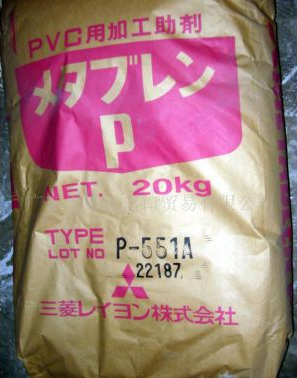 PVC用加工助剤
メタブレン
P
NET. 20kg
TYPE P-551A
LOT NO 22187
三菱レイヨン株式会社